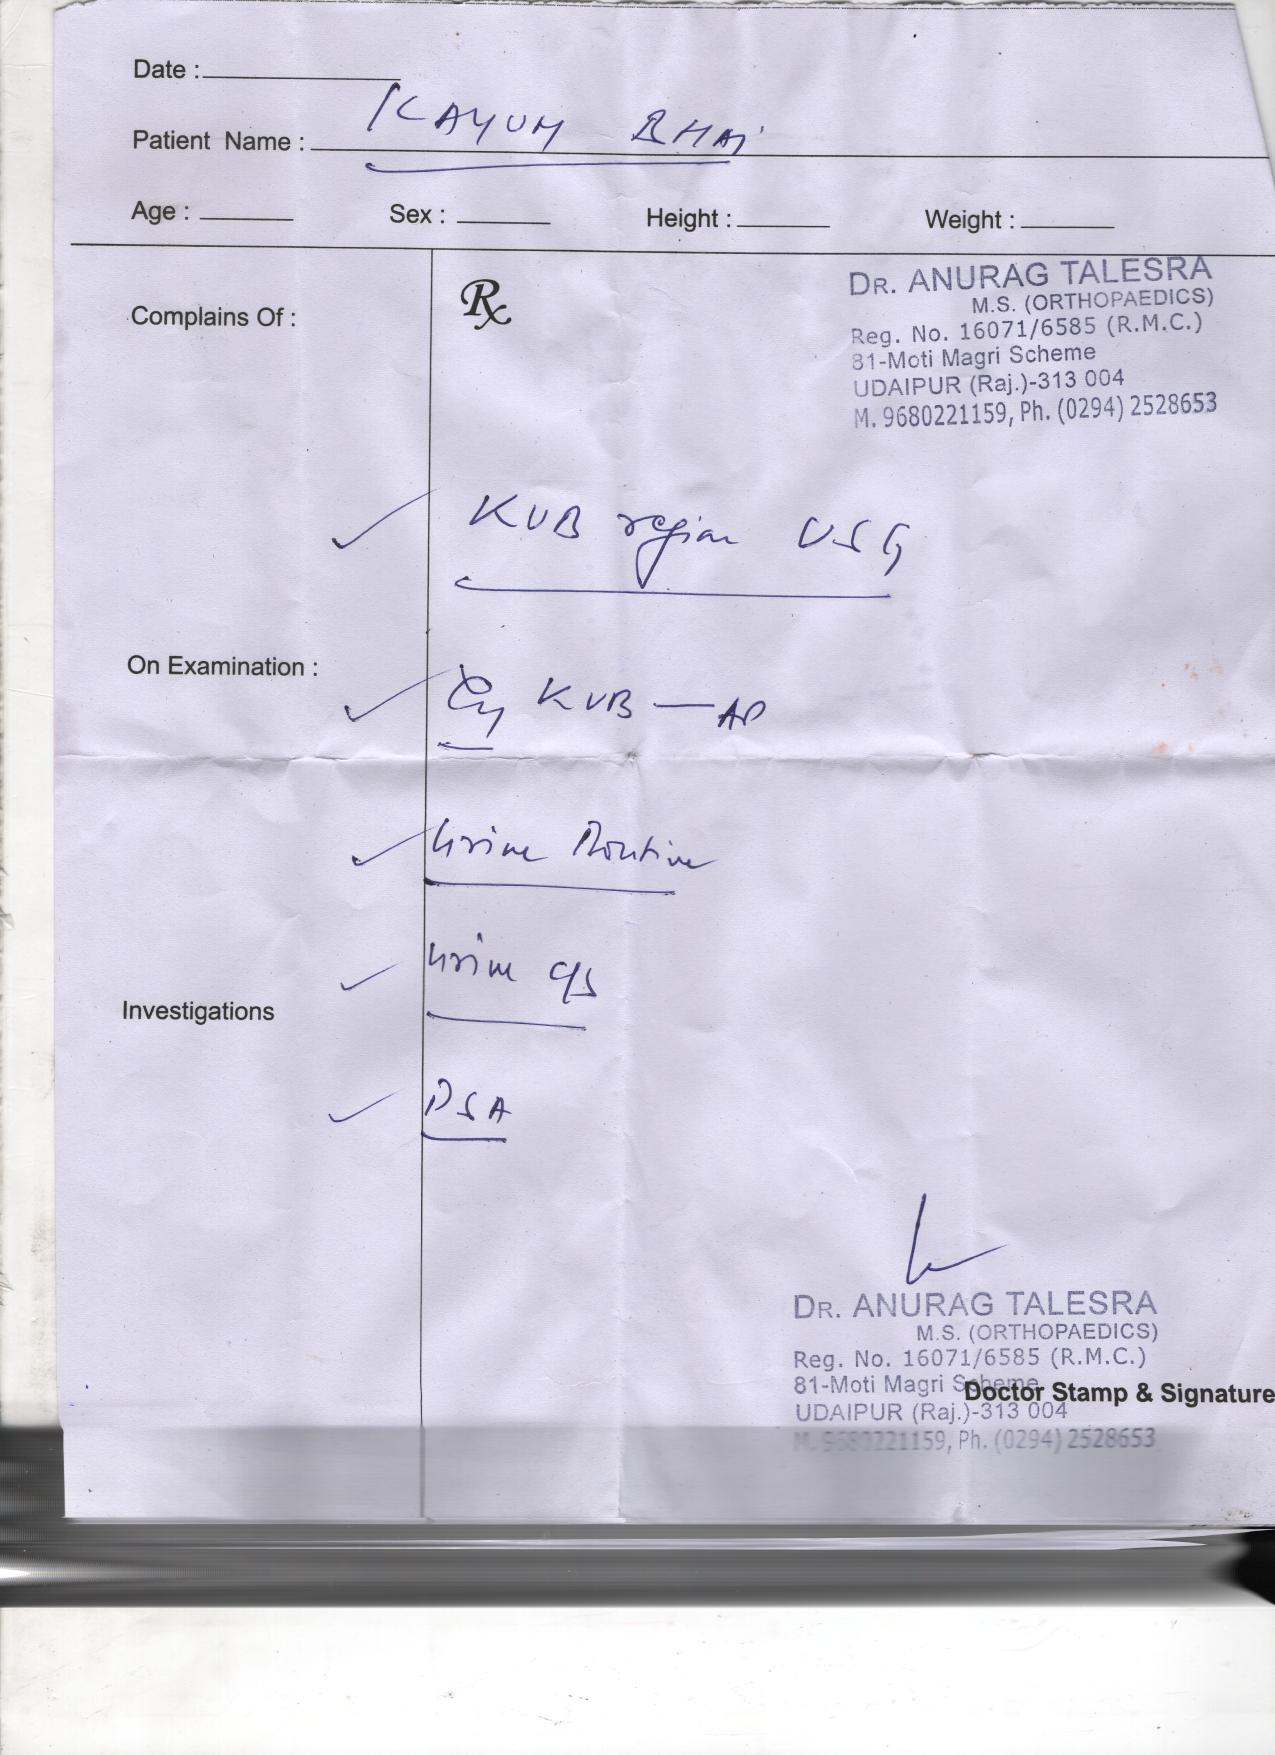 Date :
KAYUM BHAI
Patient Name :
Age : Sex : Height : Weight :
DR. ANURAG TALESRA
M.S. (ORTHOPAEDICS)
Reg. No. 16071/6585 (R.M.C.)
81-Moti Magri Scheme
UDAIPUR (Raj.)-313 004
M. 9680221159, Ph. (0294) 2528653
Complains Of :
Rx
KUB region USG
On Examination :
KUB — AP
Urine Routine
Urine C/S
Investigations
PSA
DR. ANURAG TALESRA
M.S. (ORTHOPAEDICS)
Reg. No. 16071/6585 (R.M.C.)
81-Moti Magri Scheme
Doctor Stamp & Signature
UDAIPUR (Raj.)-313 004
M. 9680221159, Ph. (0294) 2528653